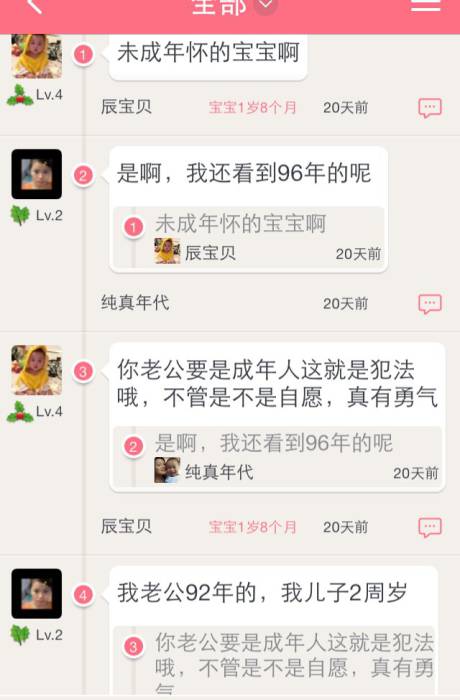 全部
1
未成年怀的宝宝啊
Lv.4
辰宝贝
宝宝1岁8个月
20天前
2
是啊，我还看到96年的呢
Lv.2
1
未成年怀的宝宝啊
辰宝贝
20天前
纯真年代
20天前
3
你老公要是成年人这就是犯法
哦，不管是不是自愿，真有勇气
Lv.4
2
是啊，我还看到96年的呢
纯真年代
20天前
辰宝贝
宝宝1岁8个月
20天前
4
我老公92年的，我儿子2周岁
Lv.2
3
你老公要是成年人这就是犯法
哦，不管是不是自愿，真有勇
气